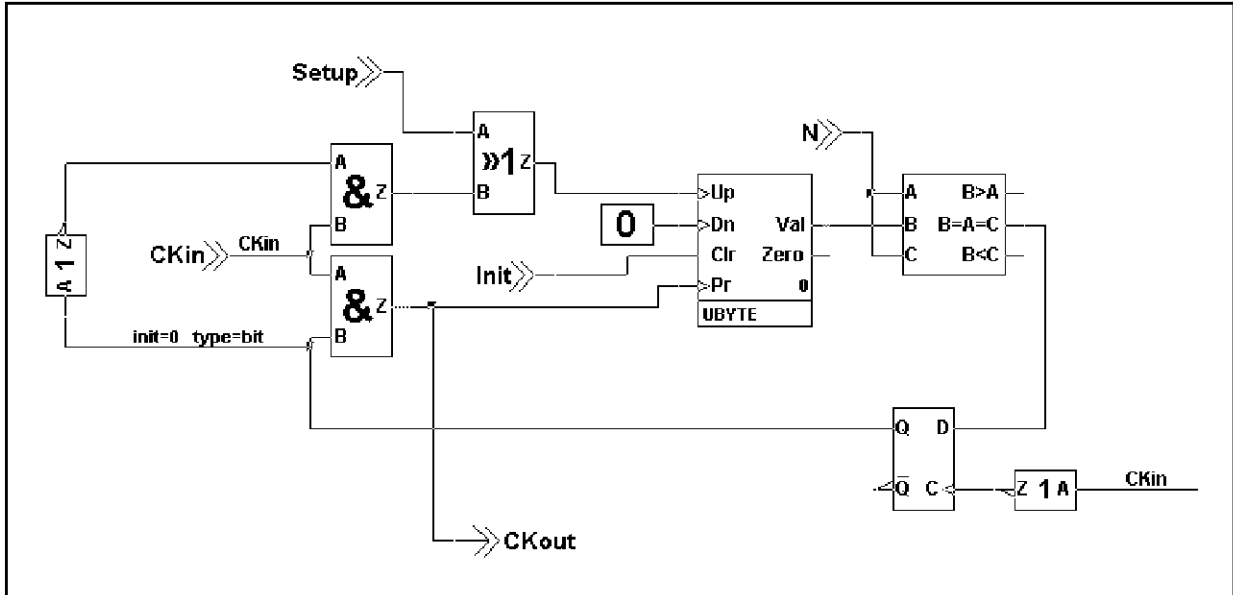 Setup
A
»1 Z
B
N
A
& Z
B
CKin
CKin
A
& Z
B
A 1 Z
init=0 type=bit
0
Init
Up
Dn Val
Clr Zero
Pr 0
UBYTE
A B>A
B B=A=C
C B<C
Q D
Q̅ C
Z 1 A
CKin
CKout